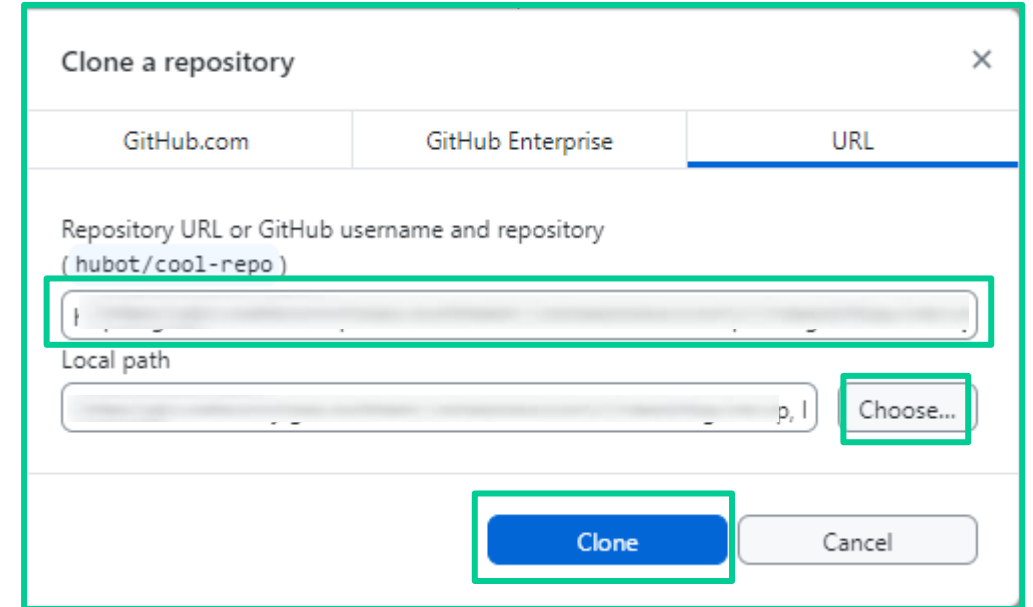 Clone a repository
GitHub.com GitHub Enterprise URL
Repository URL or GitHub username and repository
(hubot/cool-repo)
Local path
Choose...
Clone Cancel